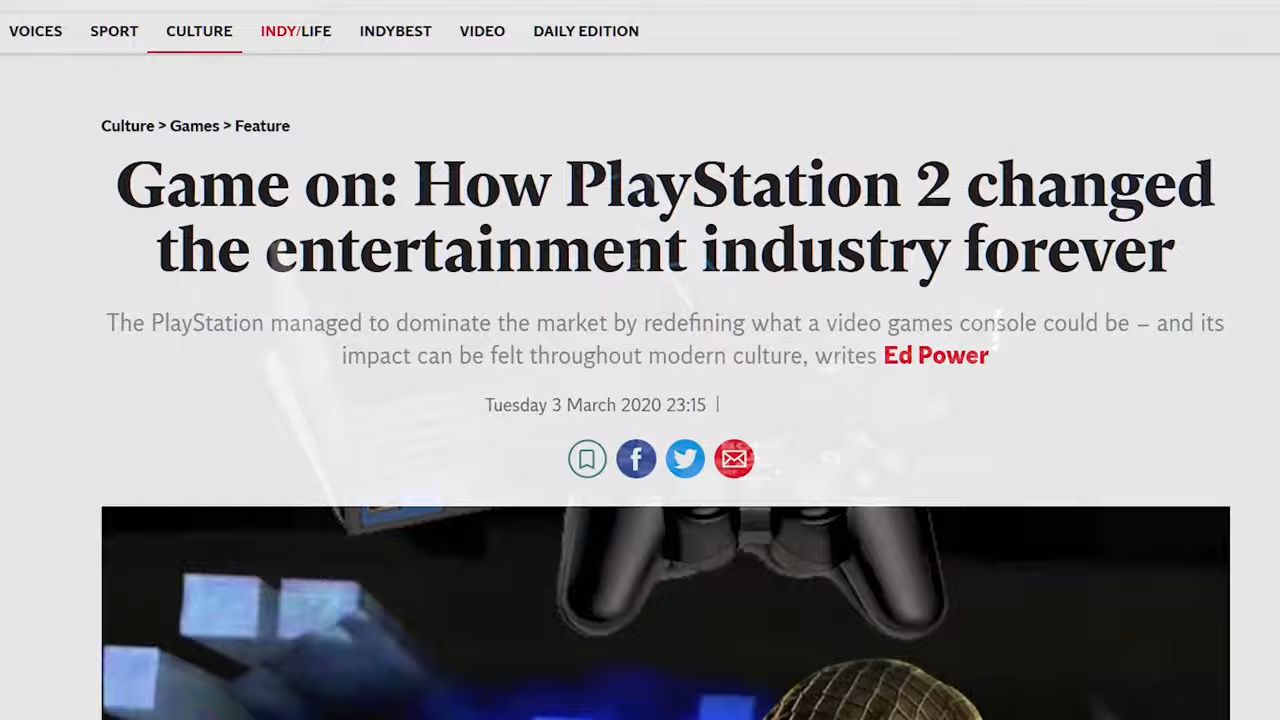 VOICES SPORT CULTURE INDY/LIFE INDYBEST VIDEO DAILY EDITION
Culture > Games > Feature
Game on: How PlayStation 2 changed
the entertainment industry forever
The PlayStation managed to dominate the market by redefining what a video games console could be – and its
impact can be felt throughout modern culture, writes Ed Power
Tuesday 3 March 2020 23:15 |